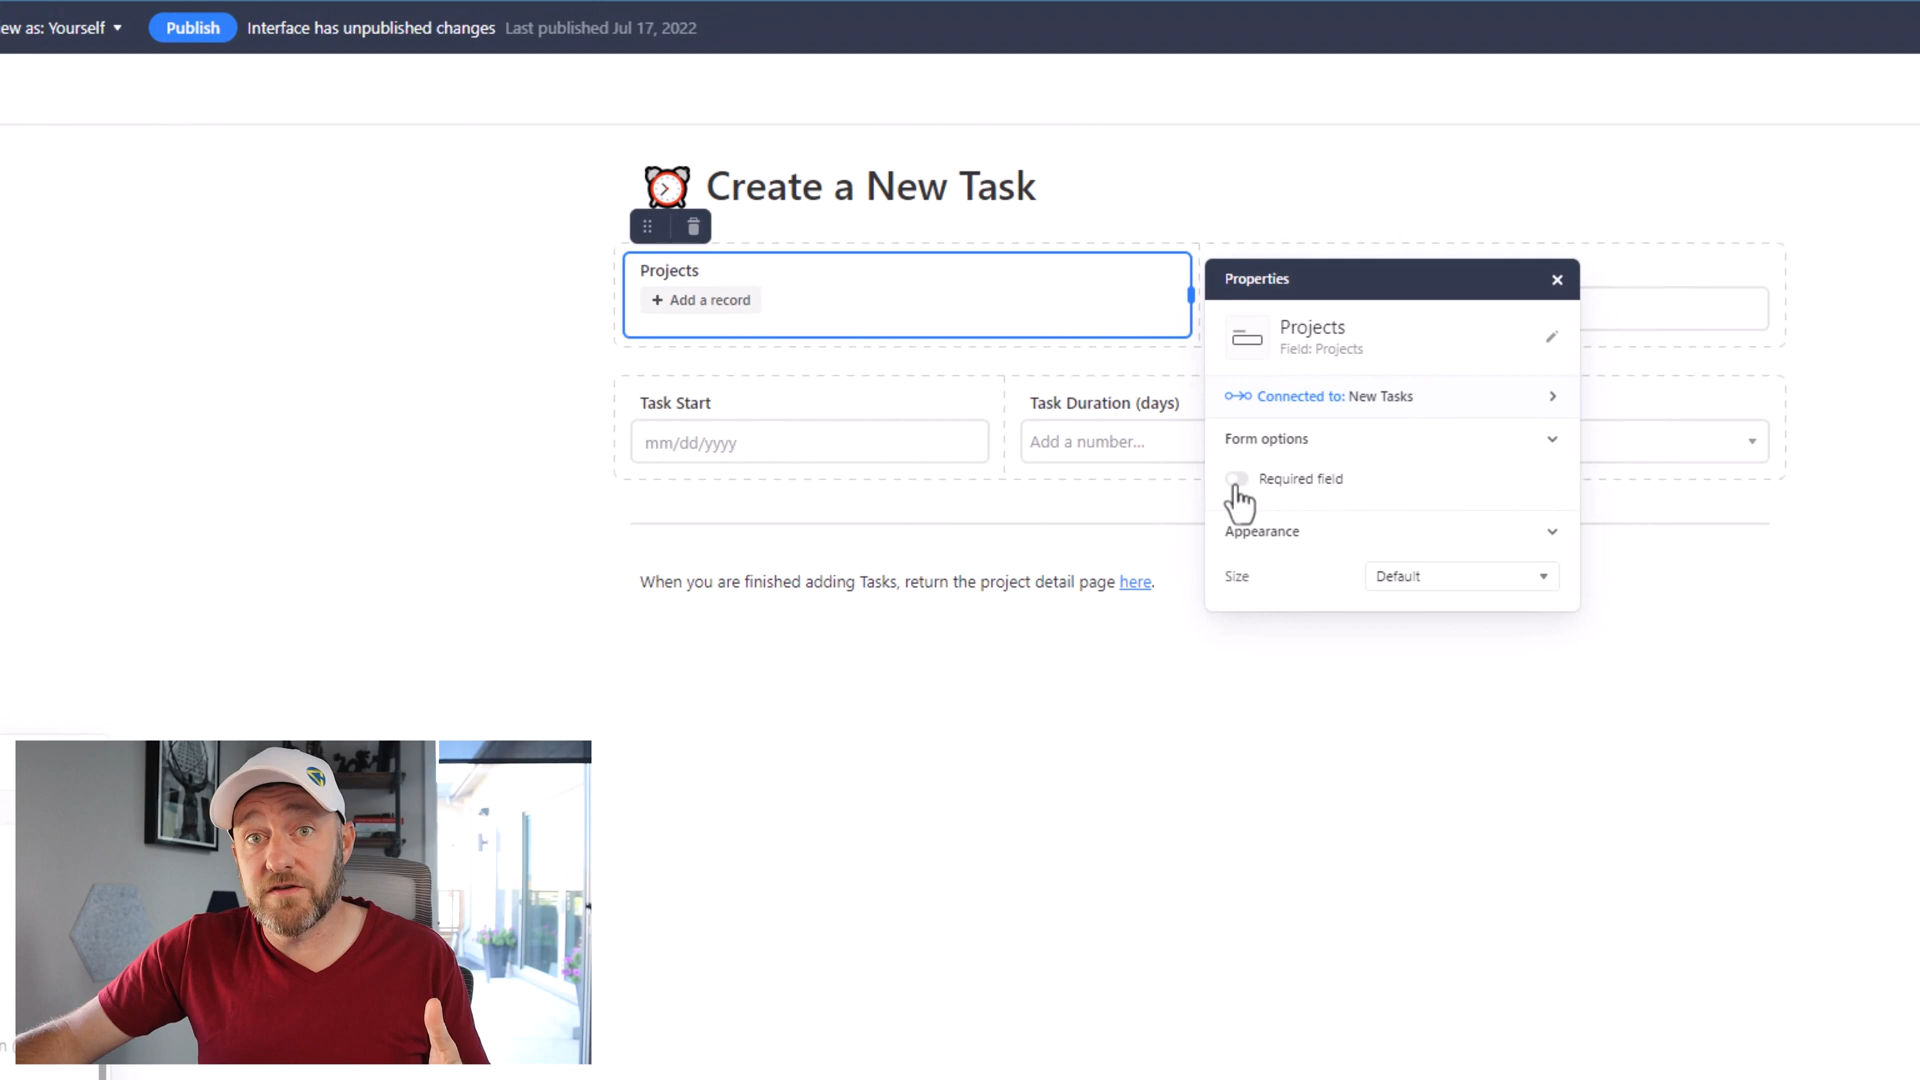 ew as: Yourself Publish Interface has unpublished changes Last published Jul 17, 2022
Create a New Task
Projects
+ Add a record
Properties
Projects
Field: Projects
Connected to: New Tasks
Form options
Required field
Appearance
Size Default
Task Start
mm/dd/yyyy
Task Duration (days)
Add a number...
When you are finished adding Tasks, return the project detail page here.